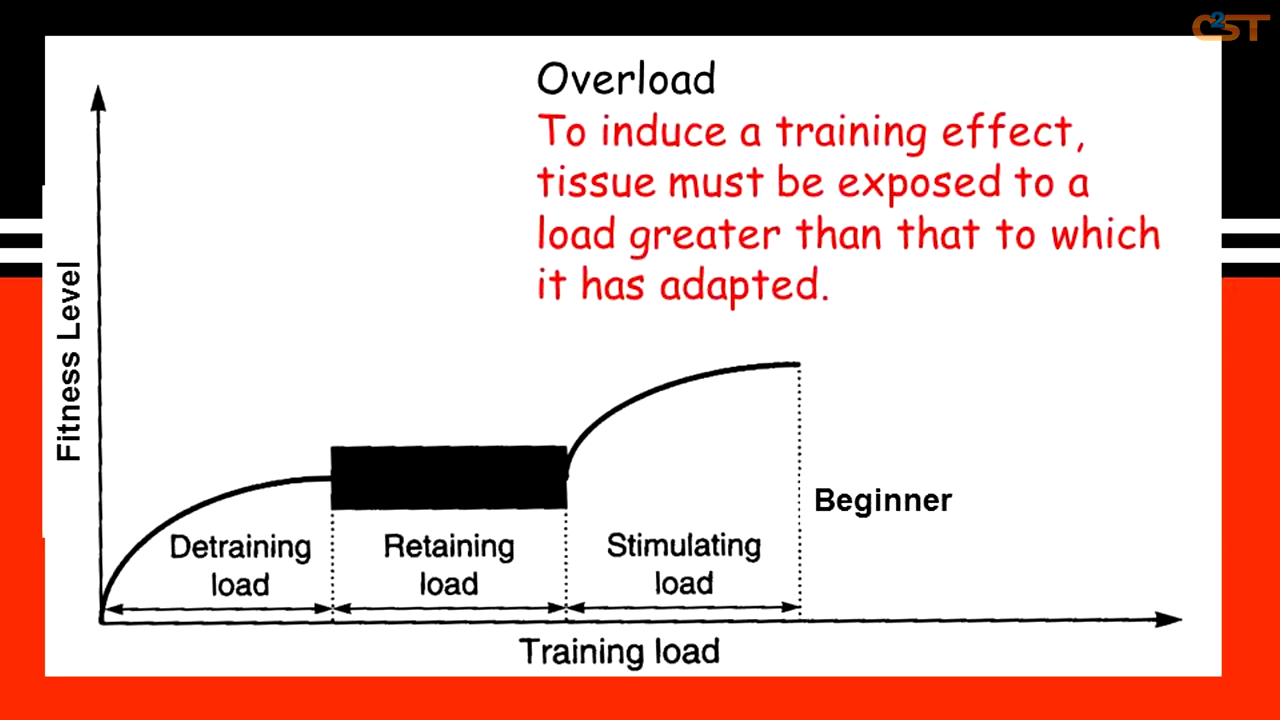 C2ST
Overload
To induce a training effect,
tissue must be exposed to a
load greater than that to which
it has adapted.
Fitness Level
Beginner
Detraining
load
Retaining
load
Stimulating
load
Training load